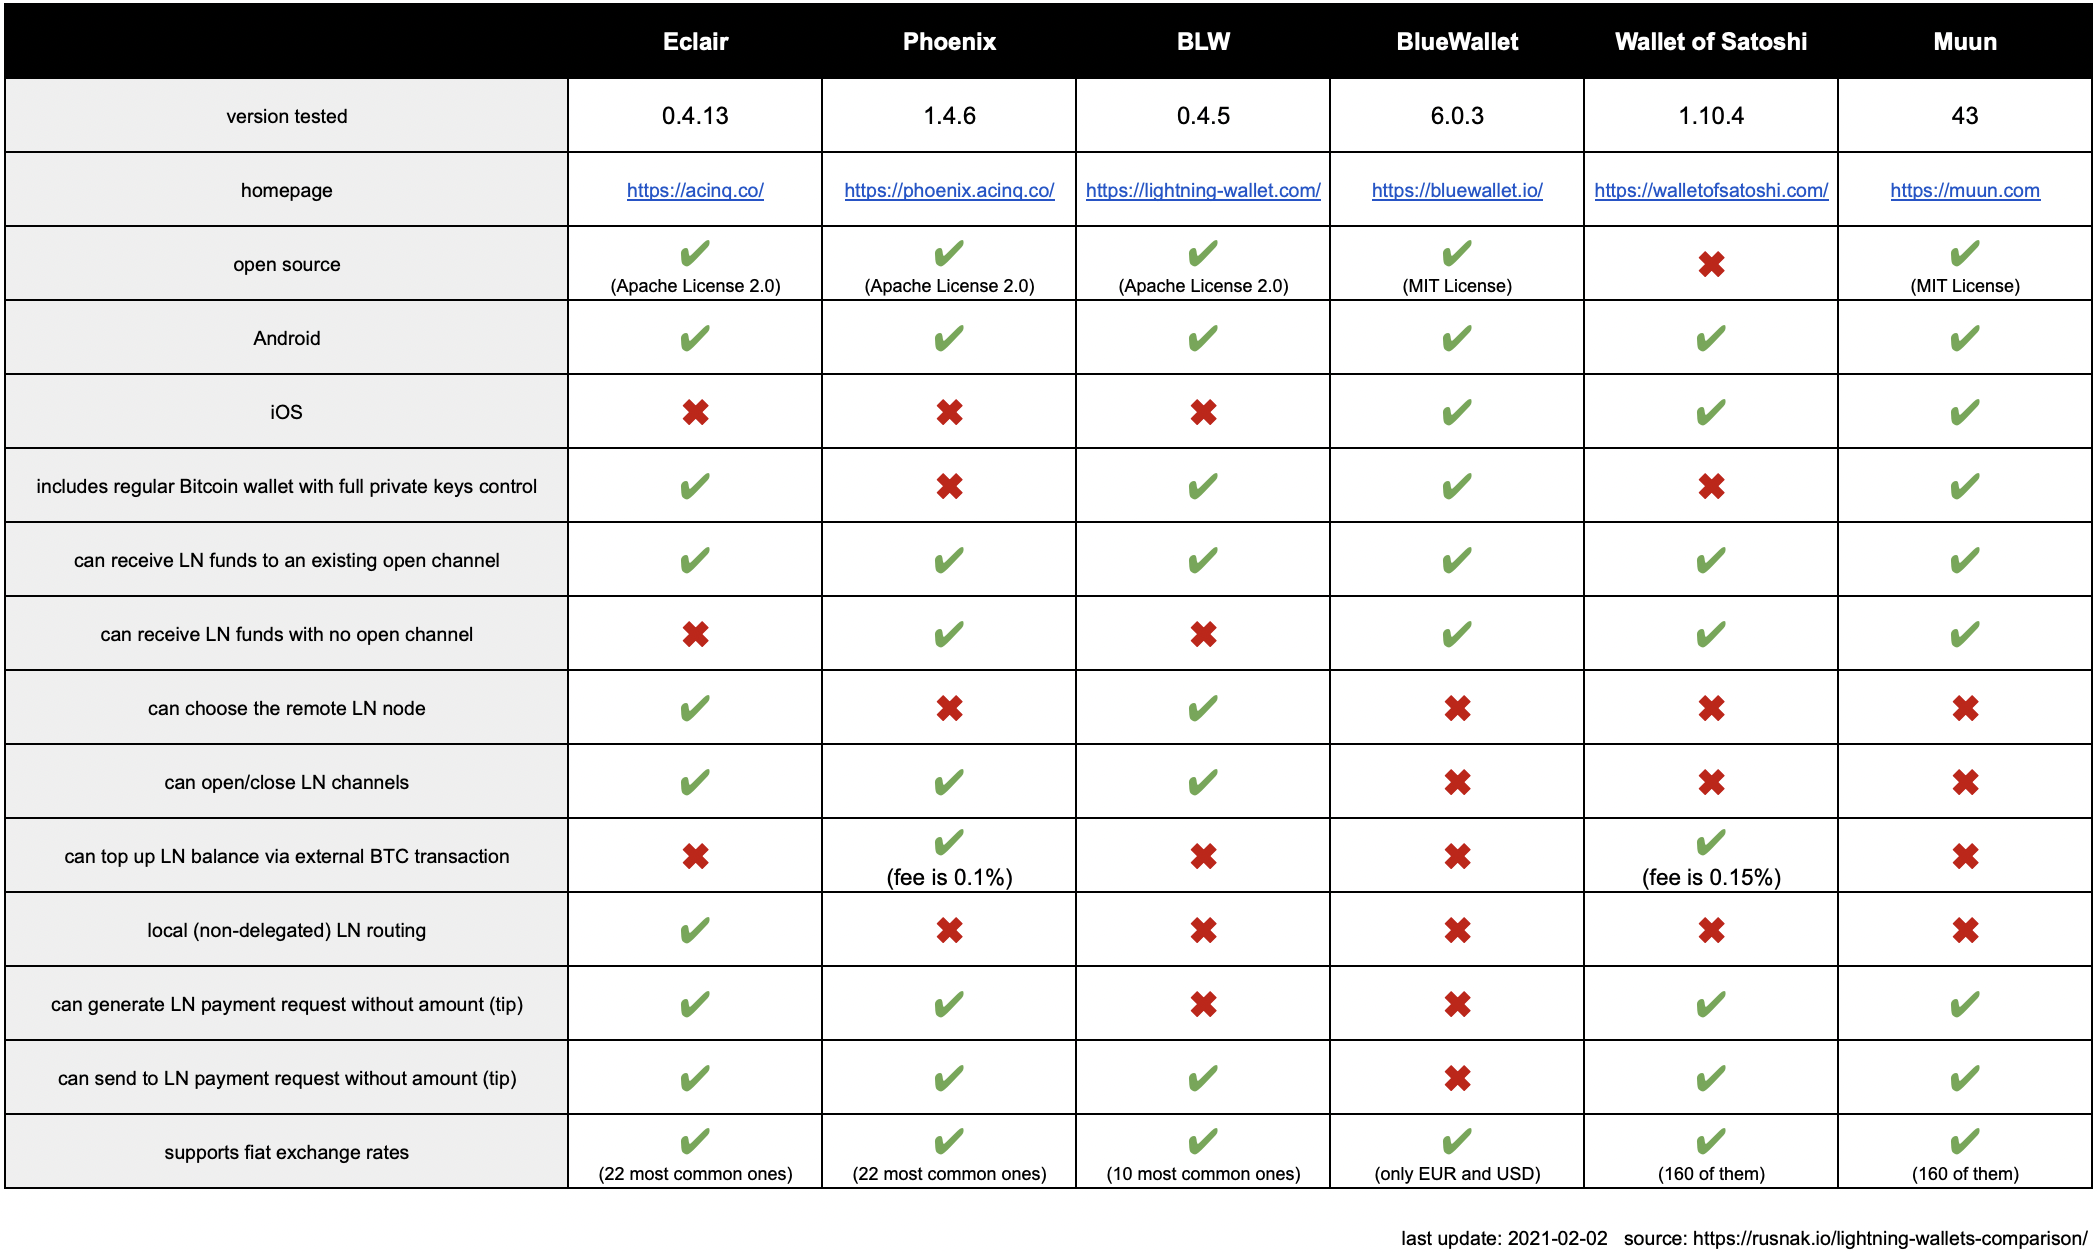 Eclair Phoenix BLW BlueWallet Wallet of Satoshi Muun
version tested 0.4.13 1.4.6 0.4.5 6.0.3 1.10.4 43
homepage https://acinq.co/ https://phoenix.acinq.co/ https://lightning-wallet.com/ https://bluewallet.io/ https://walletofsatoshi.com/ https://muun.com
open source ✔ ✔ ✔ ✔ ✖ ✔
(Apache License 2.0) (Apache License 2.0) (Apache License 2.0) (MIT License) (MIT License)
Android ✔ ✔ ✔ ✔ ✔ ✔
iOS ✖ ✖ ✖ ✔ ✔ ✔
includes regular Bitcoin wallet with full private keys control ✔ ✖ ✔ ✔ ✖ ✔
can receive LN funds to an existing open channel ✔ ✔ ✔ ✔ ✔ ✔
can receive LN funds with no open channel ✖ ✔ ✖ ✔ ✔ ✔
can choose the remote LN node ✔ ✖ ✔ ✖ ✖ ✖
can open/close LN channels ✔ ✔ ✔ ✖ ✖ ✖
can top up LN balance via external BTC transaction ✖ ✔ ✖ ✖ ✔ ✖
(fee is 0.1%) (fee is 0.15%)
local (non-delegated) LN routing ✔ ✖ ✖ ✖ ✖ ✖
can generate LN payment request without amount (tip) ✔ ✔ ✖ ✖ ✔ ✔
can send to LN payment request without amount (tip) ✔ ✔ ✔ ✖ ✔ ✔
supports fiat exchange rates ✔ ✔ ✔ ✔ ✔ ✔
(22 most common ones) (22 most common ones) (10 most common ones) (only EUR and USD) (160 of them) (160 of them)
last update: 2021-02-02 source: https://rusnak.io/lightning-wallets-comparison/